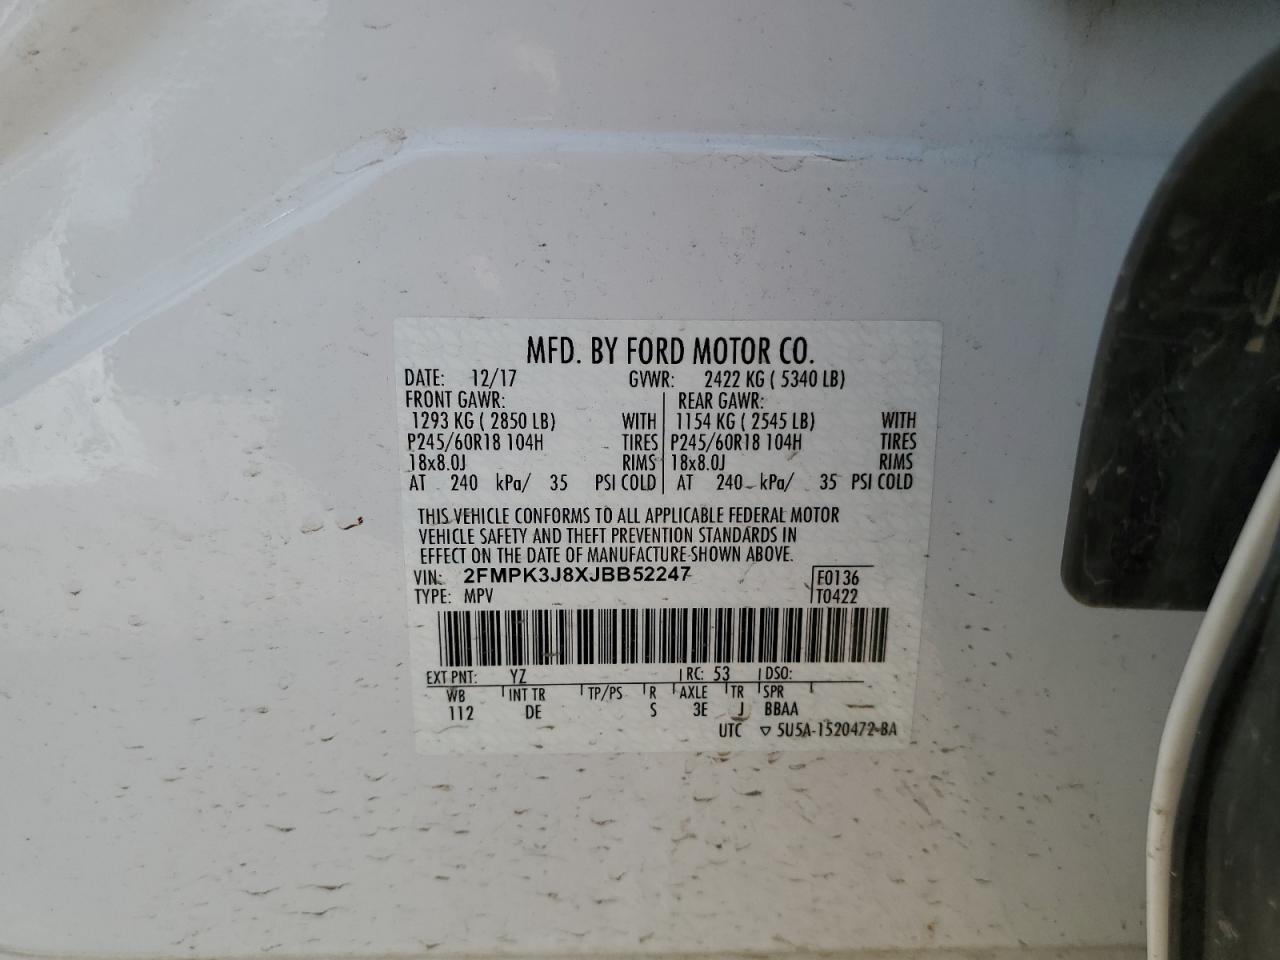 MFD. BY FORD MOTOR CO.
DATE: 12/17 GVWR: 2422 KG ( 5340 LB)
FRONT GAWR: REAR GAWR:
1293 KG ( 2850 LB) WITH 1154 KG ( 2545 LB) WITH
P245/60R18 104H TIRES P245/60R18 104H TIRES
18x8.0J RIMS 18x8.0J RIMS
AT 240 kPa/ 35 PSI COLD AT 240 kPa/ 35 PSI COLD
THIS VEHICLE CONFORMS TO ALL APPLICABLE FEDERAL MOTOR
VEHICLE SAFETY AND THEFT PREVENTION STANDARDS IN
EFFECT ON THE DATE OF MANUFACTURE SHOWN ABOVE.
VIN: 2FMPK3J8XJBB52247 F0136
TYPE: MPV T0422
EXT PNT: YZ RC: 53 DSO:
WB INT TR TP/PS R AXLE TR SPR
112 DE S 3E J BBAA
UTC ▽ 5U5A-1520472-BA